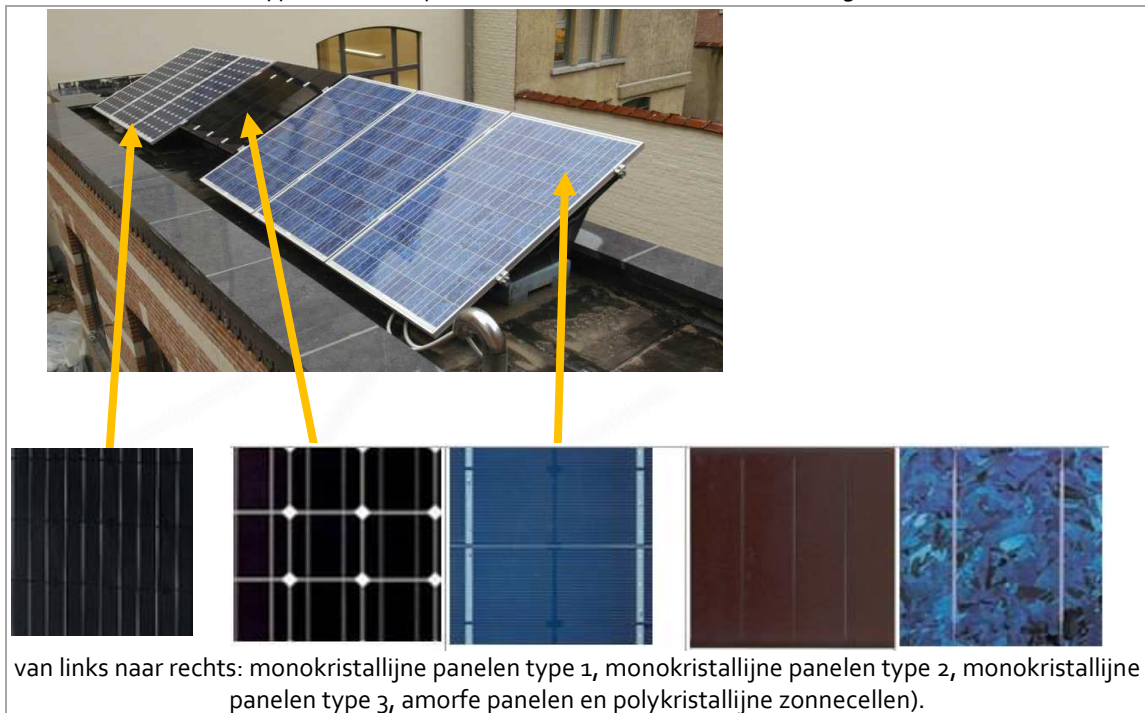 van links naar rechts: monokristallijne panelen type 1, monokristallijne panelen type 2, monokristallijne
panelen type 3, amorfe panelen en polykristallijne zonnecellen).